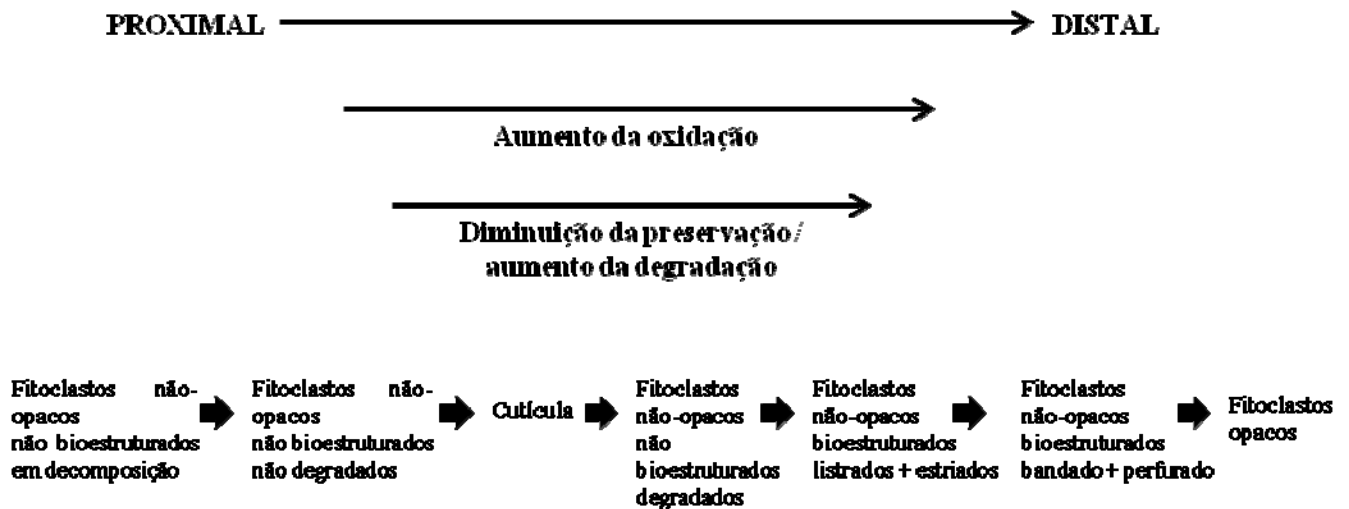 PROXIMAL
DISTAL
Aumento da oxidação
Diminuição da preservação/
aumento da degradação
Fitoclastos não-
opacos
não bioestruturados
em decomposição
Fitoclastos não-
opacos
não bioestruturados
não degradados
Cutícula
Fitoclastos
não-opacos
não
bioestruturados
degradados
Fitoclastos
não-opacos
bioestruturados
listrados + estriados
Fitoclastos
não-opacos
bioestruturados
bandado + perfurado
Fitoclastos
opacos